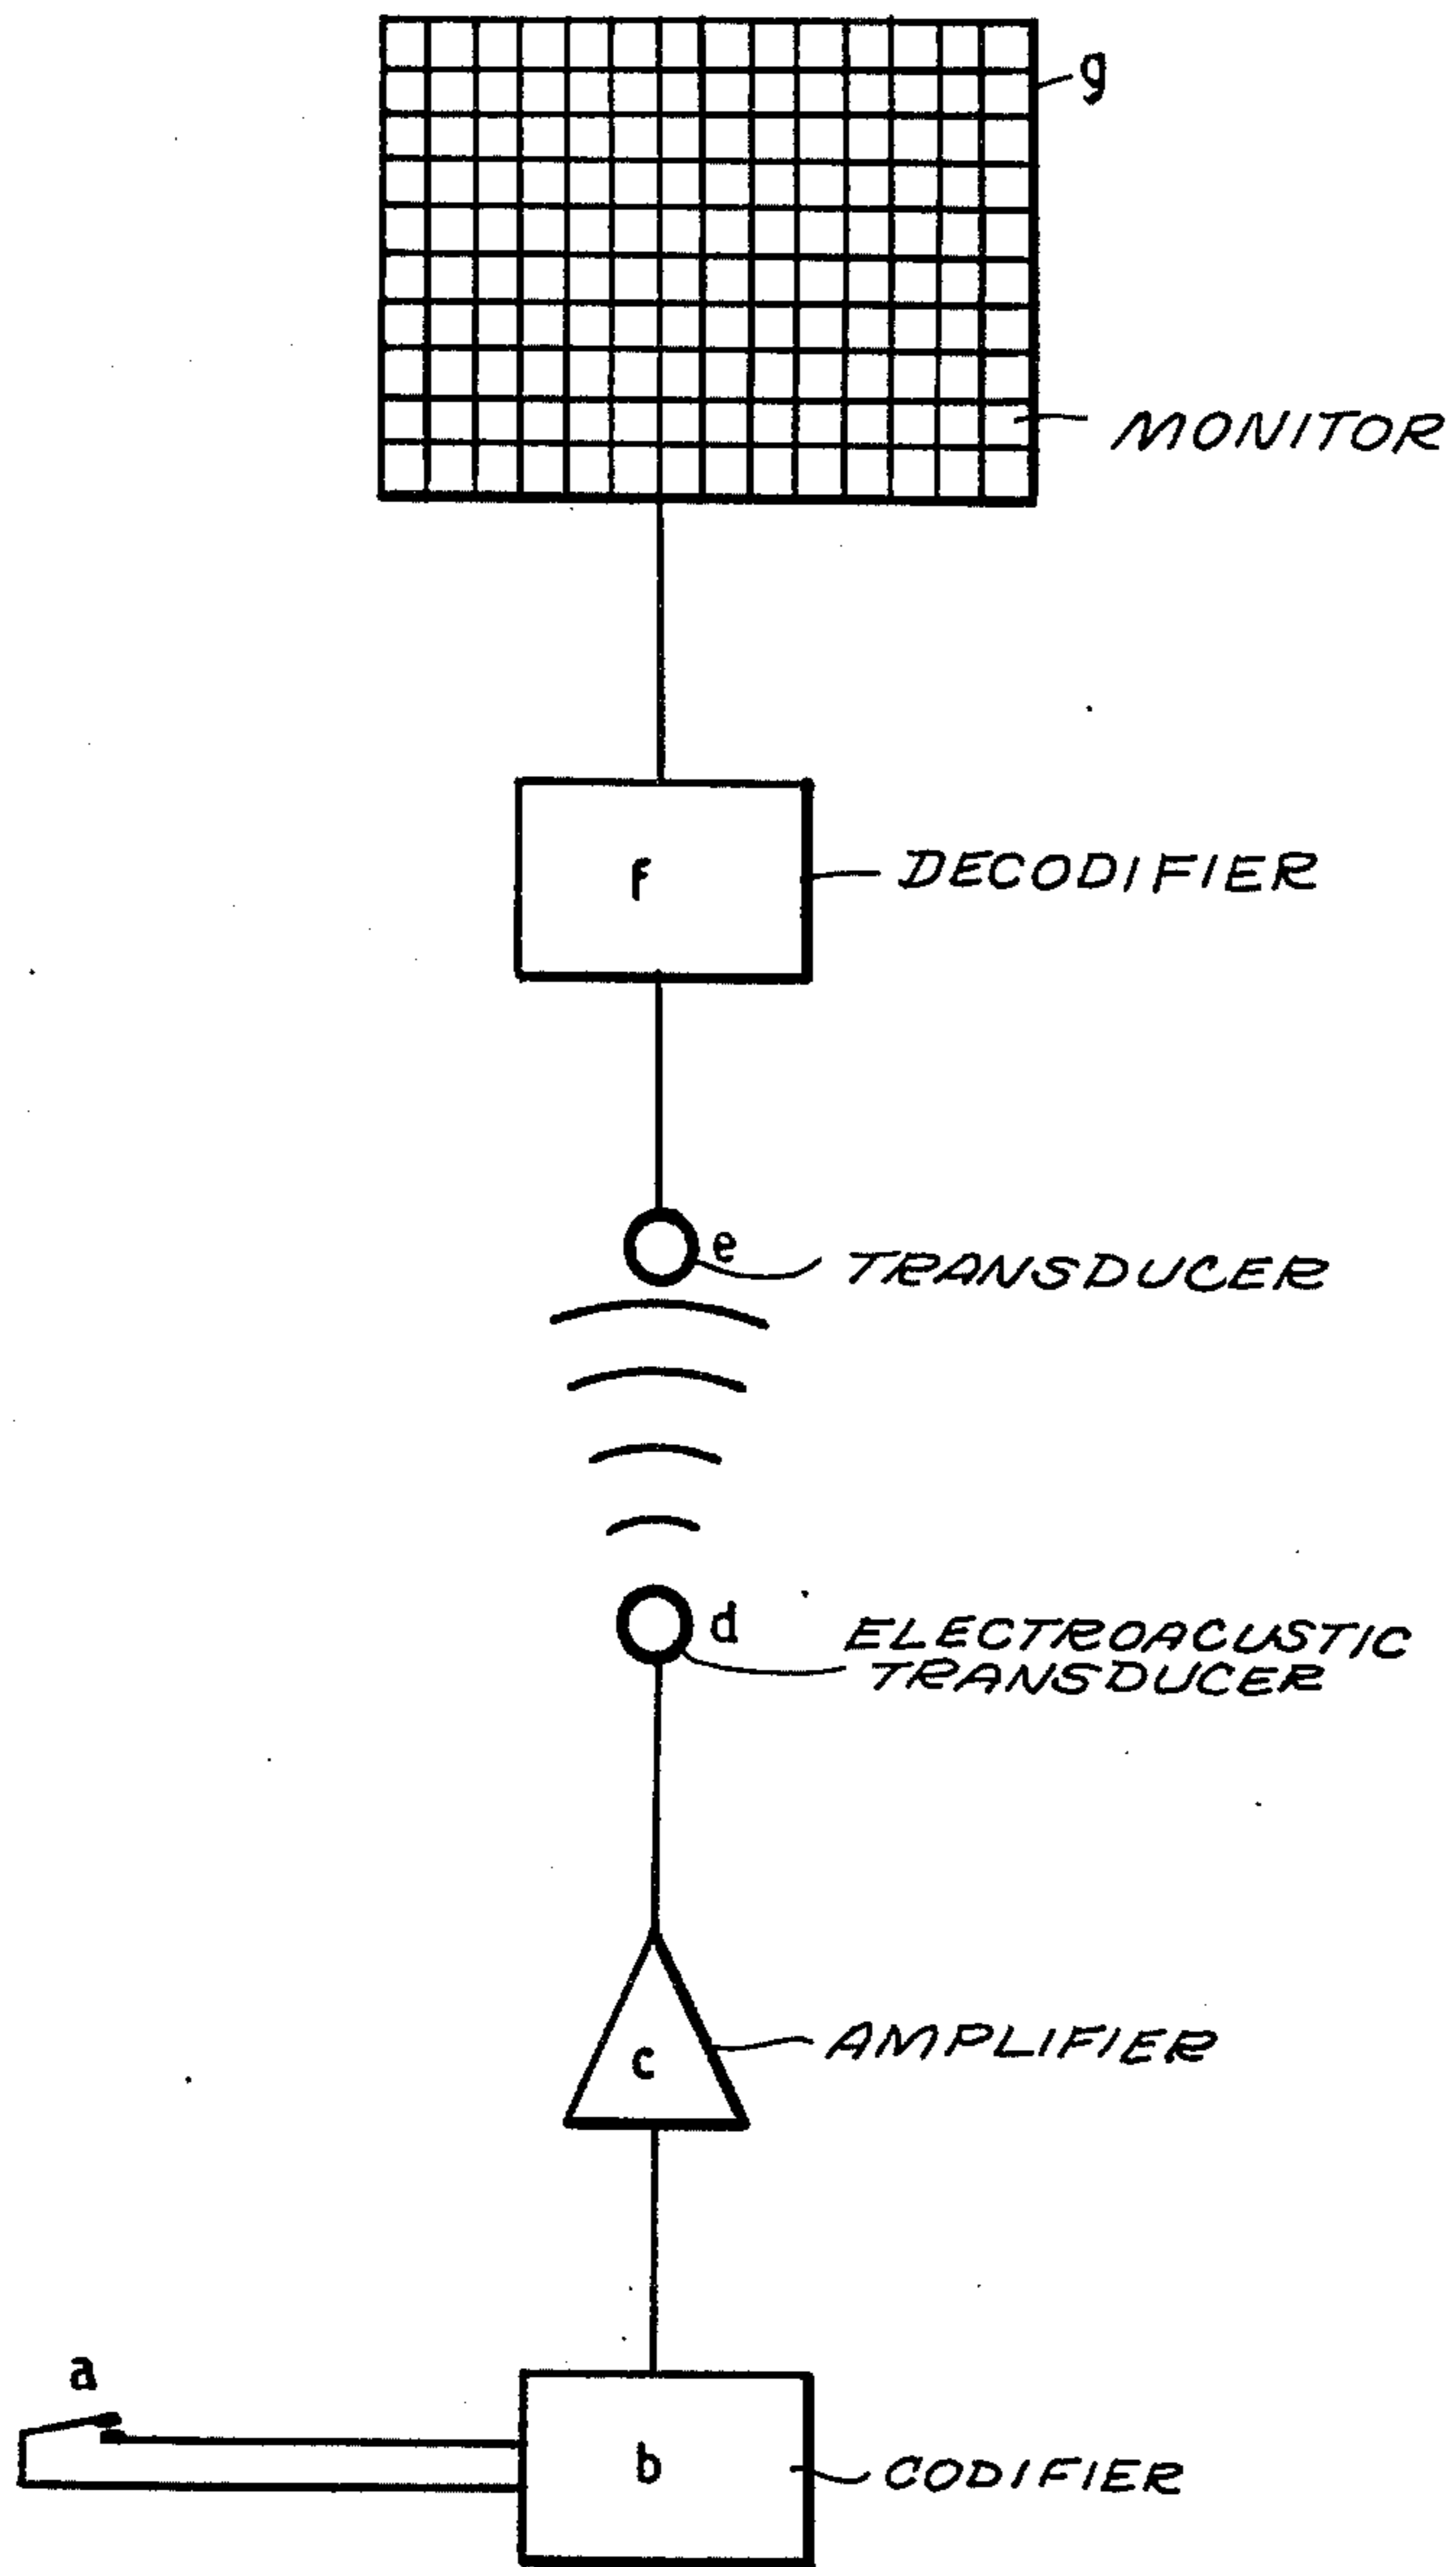 g
MONITOR
f
DECODIFIER
e
TRANSDUCER
d
ELECTROACUSTIC
TRANSDUCER
c
AMPLIFIER
a
b
CODIFIER